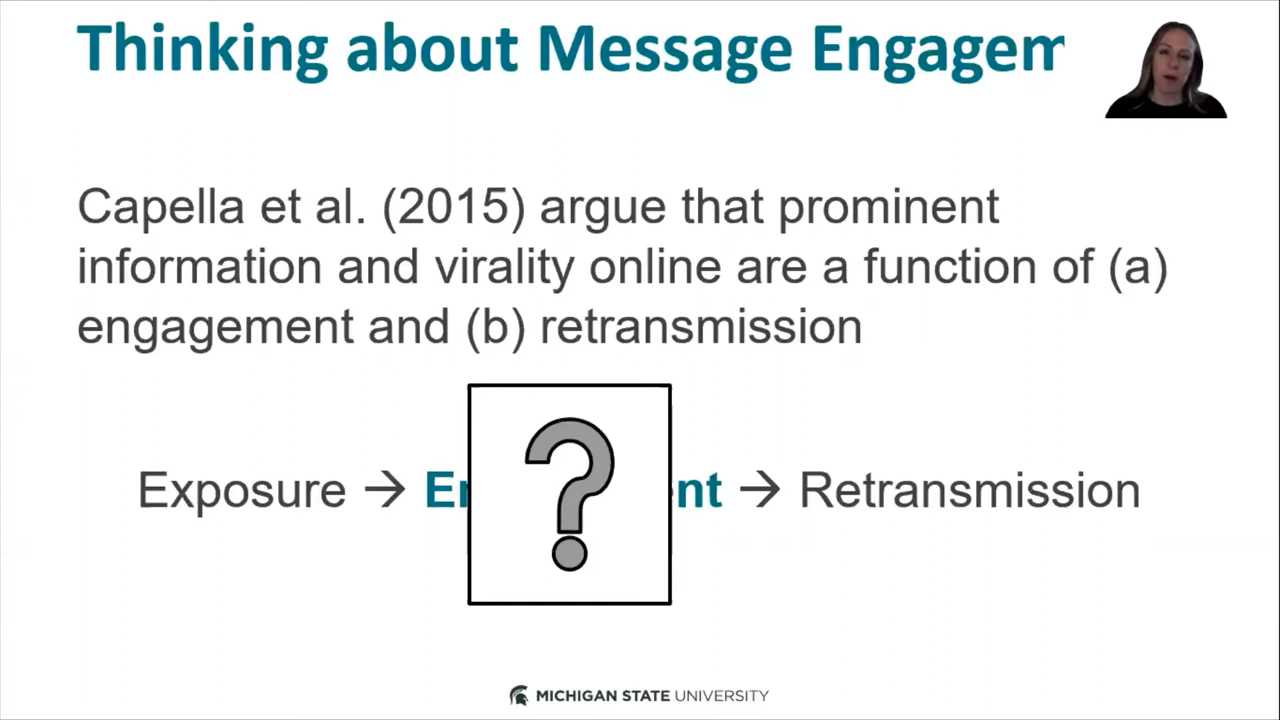 Thinking about Message Engagem
Capella et al. (2015) argue that prominent
information and virality online are a function of (a)
engagement and (b) retransmission
Exposure → En ? nt → Retransmission
MICHIGAN STATE UNIVERSITY